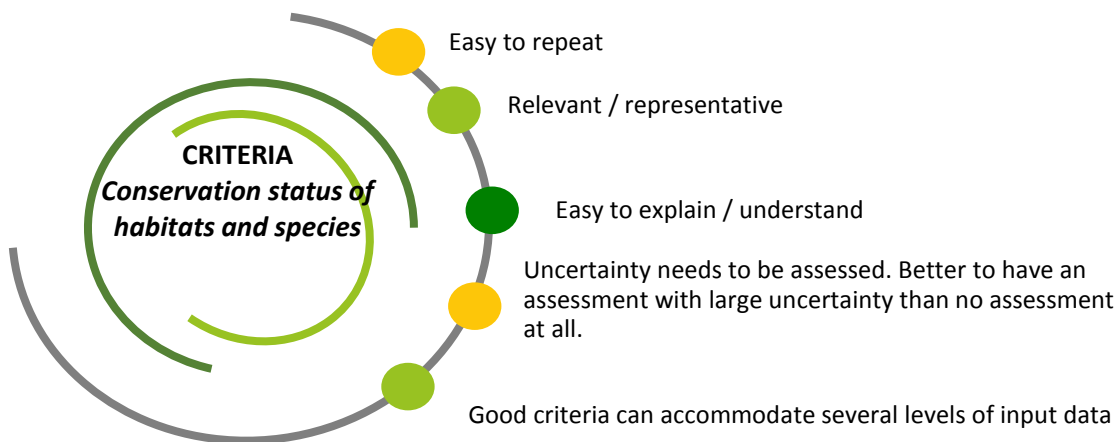 Easy to repeat
Relevant / representative
CRITERIA
Conservation status of
habitats and species
Easy to explain / understand
Uncertainty needs to be assessed. Better to have an
assessment with large uncertainty than no assessment
at all.
Good criteria can accommodate several levels of input data